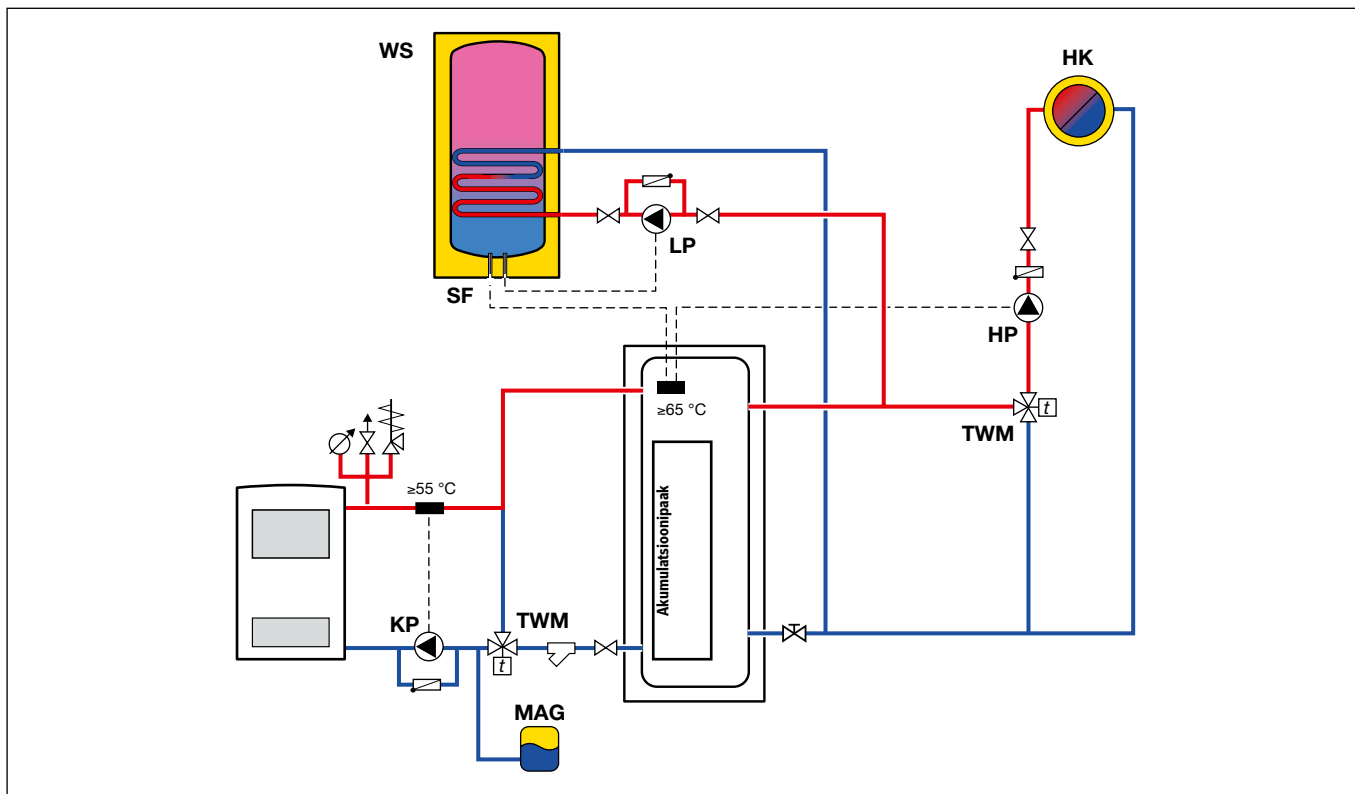 WS
HK
LP
SF
HP
≥65 °C
TWM
t
≥55 °C
Akumulatsioonipaak
KP
TWM
t
MAG